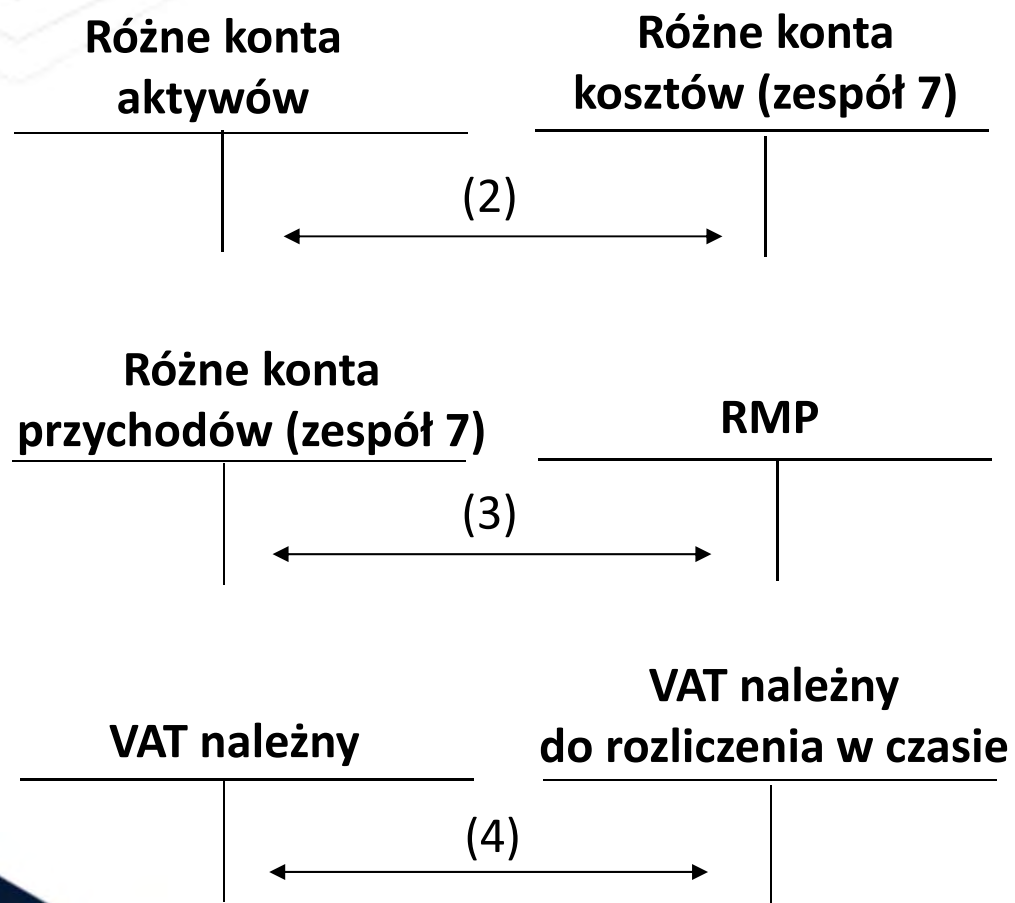 Różne konta
aktywów
Różne konta
kosztów (zespół 7)
(2)
Różne konta
przychodów (zespół 7)
RMP
(3)
VAT należny
VAT należny
do rozliczenia w czasie
(4)